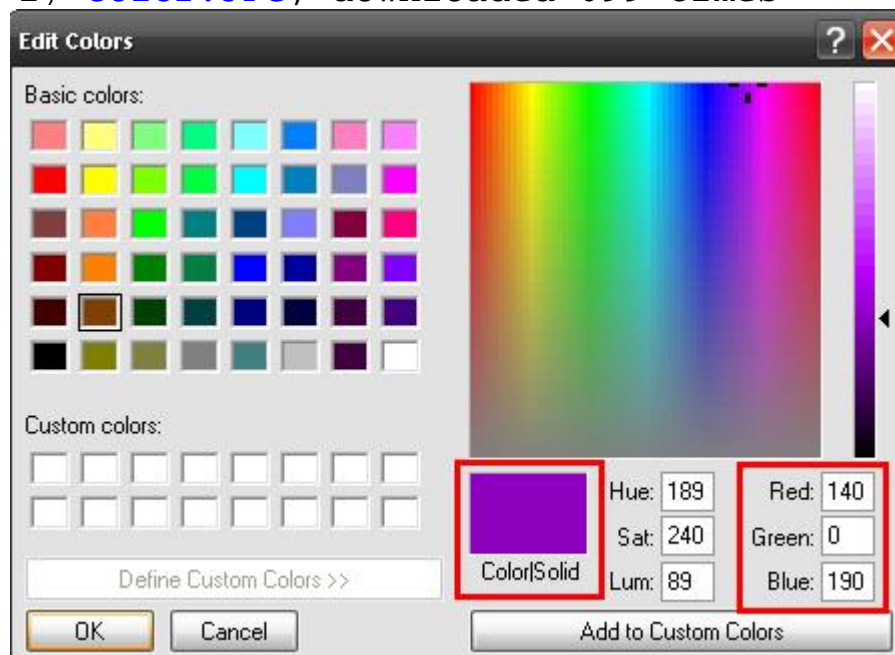 Edit Colors
?
Basic colors:
Custom colors:
Define Custom Colors >>
OK
Cancel
Color|Solid
Hue: 189
Sat: 240
Lum: 89
Red: 140
Green: 0
Blue: 190
Add to Custom Colors